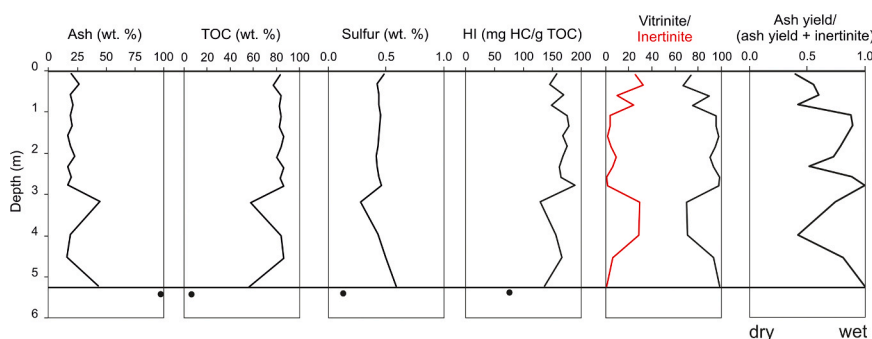 Ash (wt. %)
TOC (wt. %)
Sulfur (wt. %)
HI (mg HC/g TOC)
Vitrinite/
Inertinite
Ash yield/
(ash yield + inertinite)
0 25 50 75 100
0 20 40 60 80 100
0.0 0.5 1.0
0 50 100 150 200
0 20 40 60 80 100
0.0 0.5 1.0
Depth (m)
0
1
2
3
4
5
6
dry wet